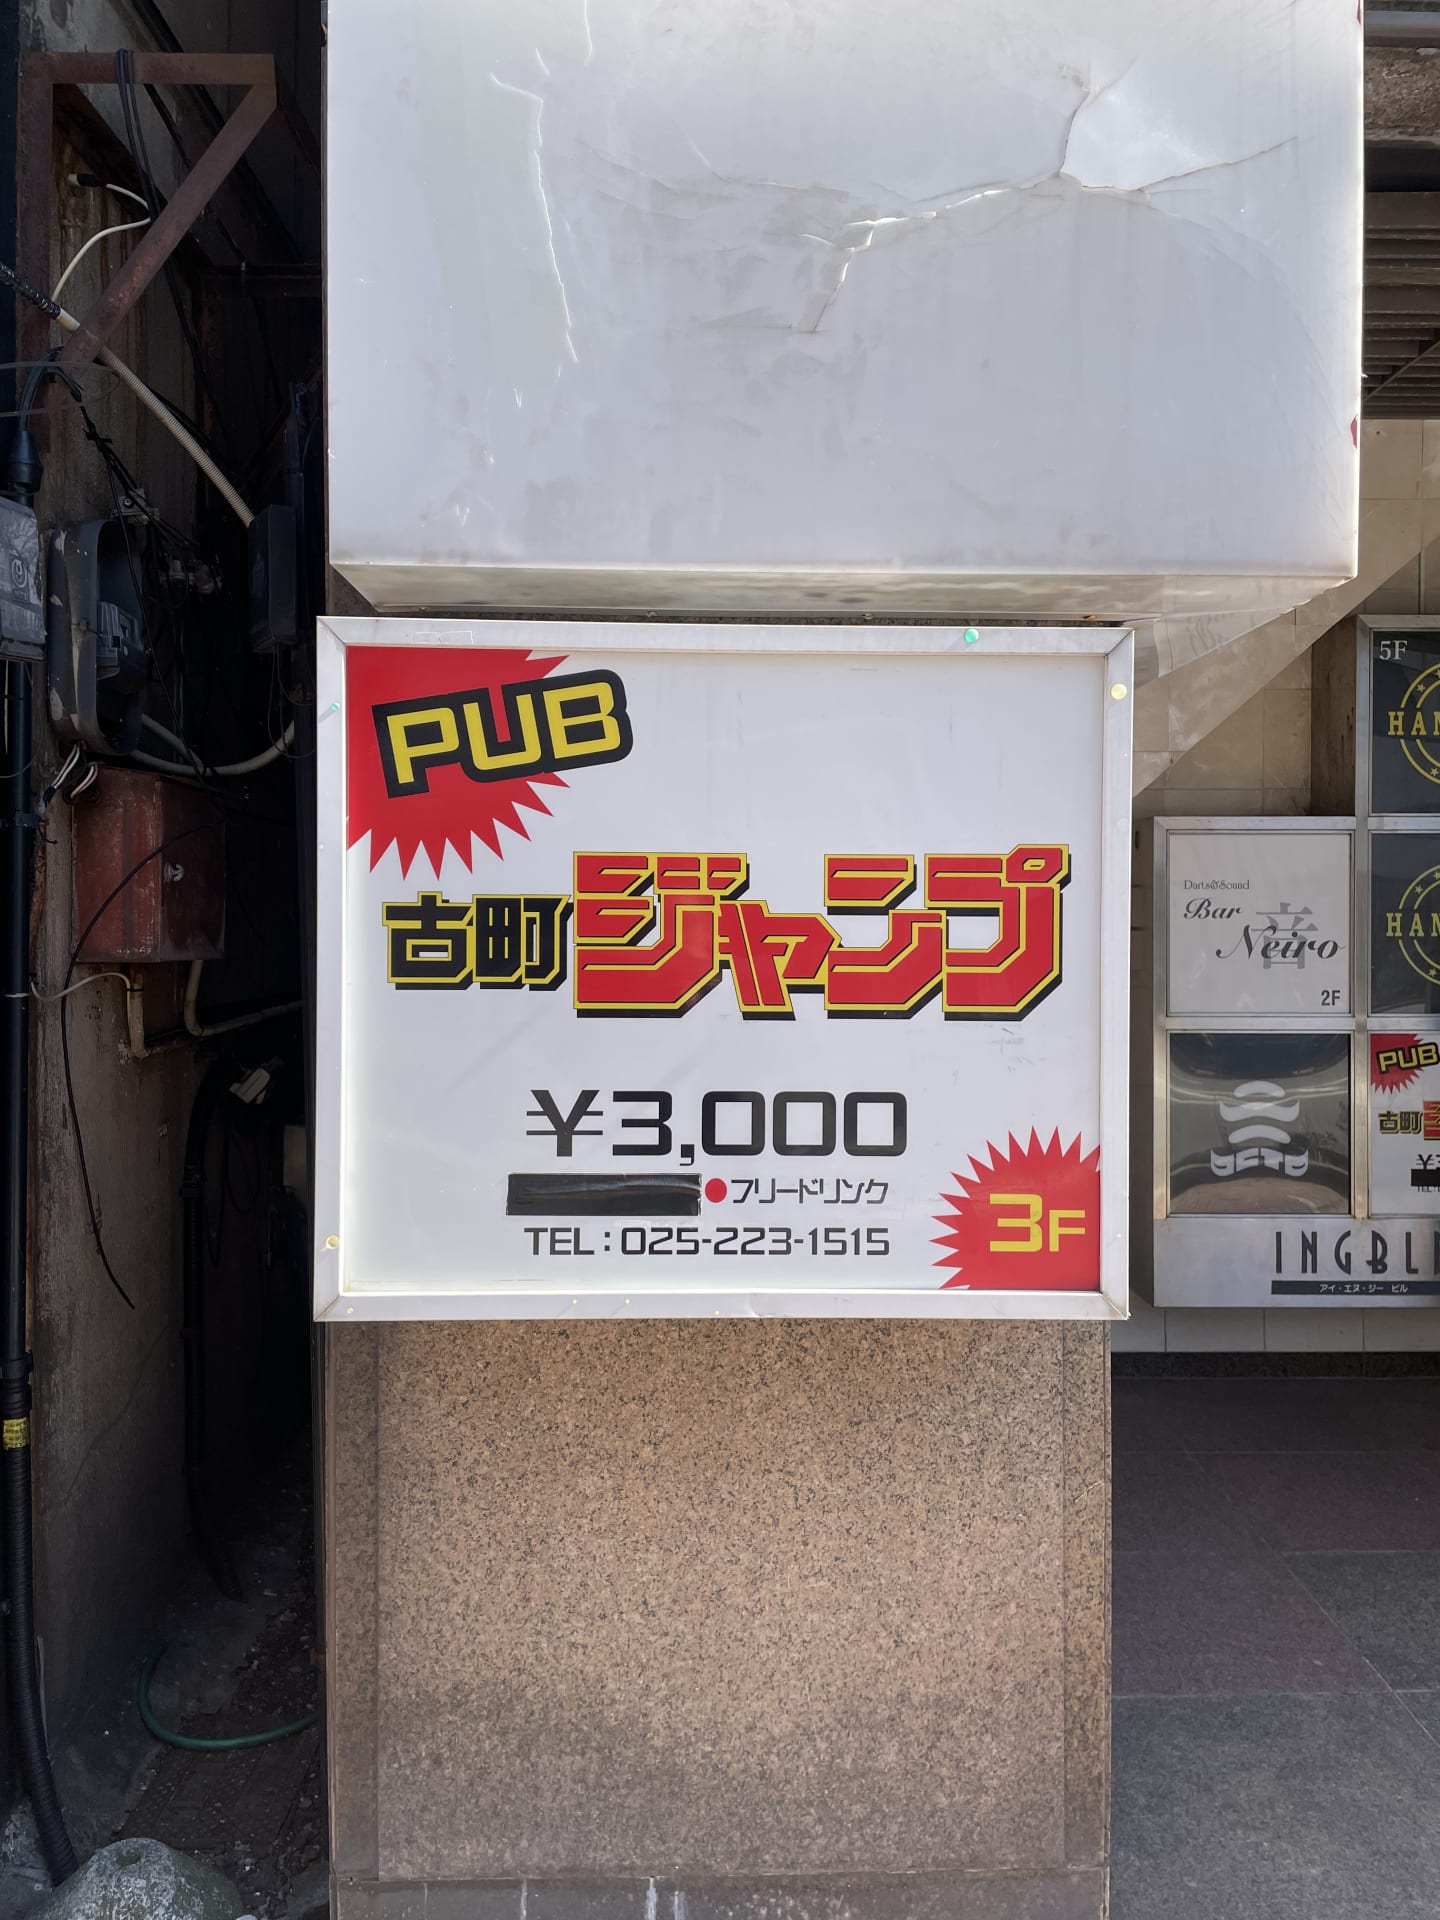 PUB
古町ジャンプ
¥3,000
●フリードリンク
TEL:025-223-1515
3F
5F
HAN
Darts&Sound
Bar 音
Neiro
2F
HAN
PUB
古町
INGBL
アイ・エヌ・ジー ビル